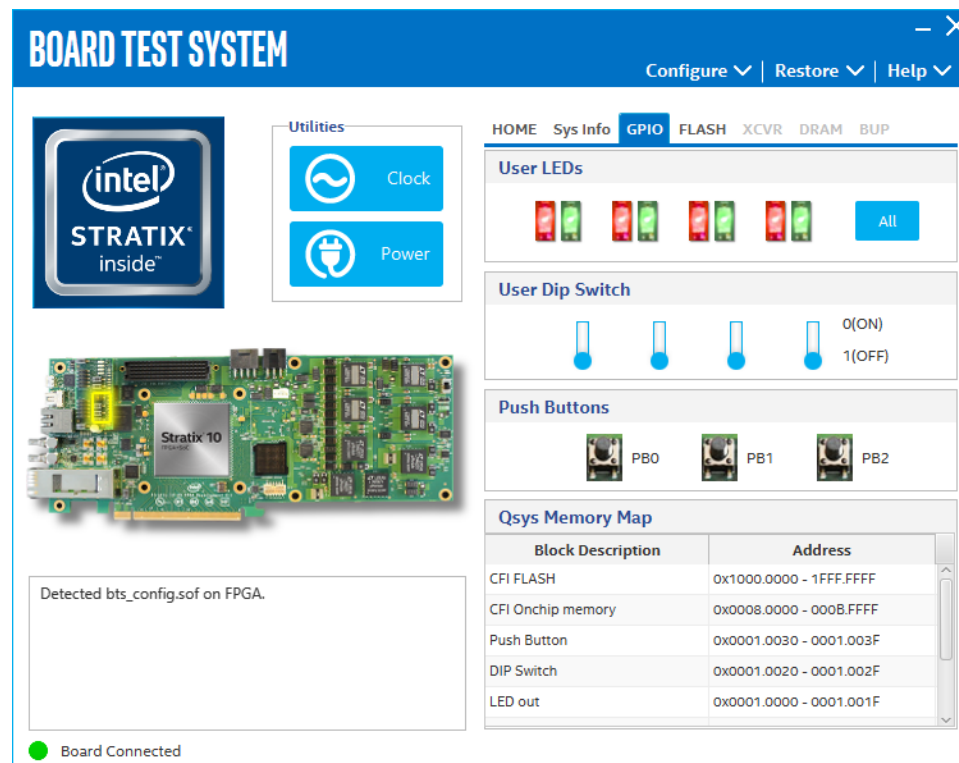 BOARD TEST SYSTEM
Configure | Restore | Help
intel
STRATIX
inside™
Utilities
Clock
Power
HOME Sys Info GPIO FLASH XCVR DRAM BUP
User LEDs
All
User Dip Switch
0(ON)
1(OFF)
Push Buttons
PB0 PB1 PB2
Qsys Memory Map
Block Description Address
CFI FLASH 0x1000.0000 - 1FFF.FFFF
CFI Onchip memory 0x0008.0000 - 000B.FFFF
Push Button 0x0001.0030 - 0001.003F
DIP Switch 0x0001.0020 - 0001.002F
LED out 0x0001.0000 - 0001.001F
Stratix 10
Detected bts_config.sof on FPGA.
Board Connected